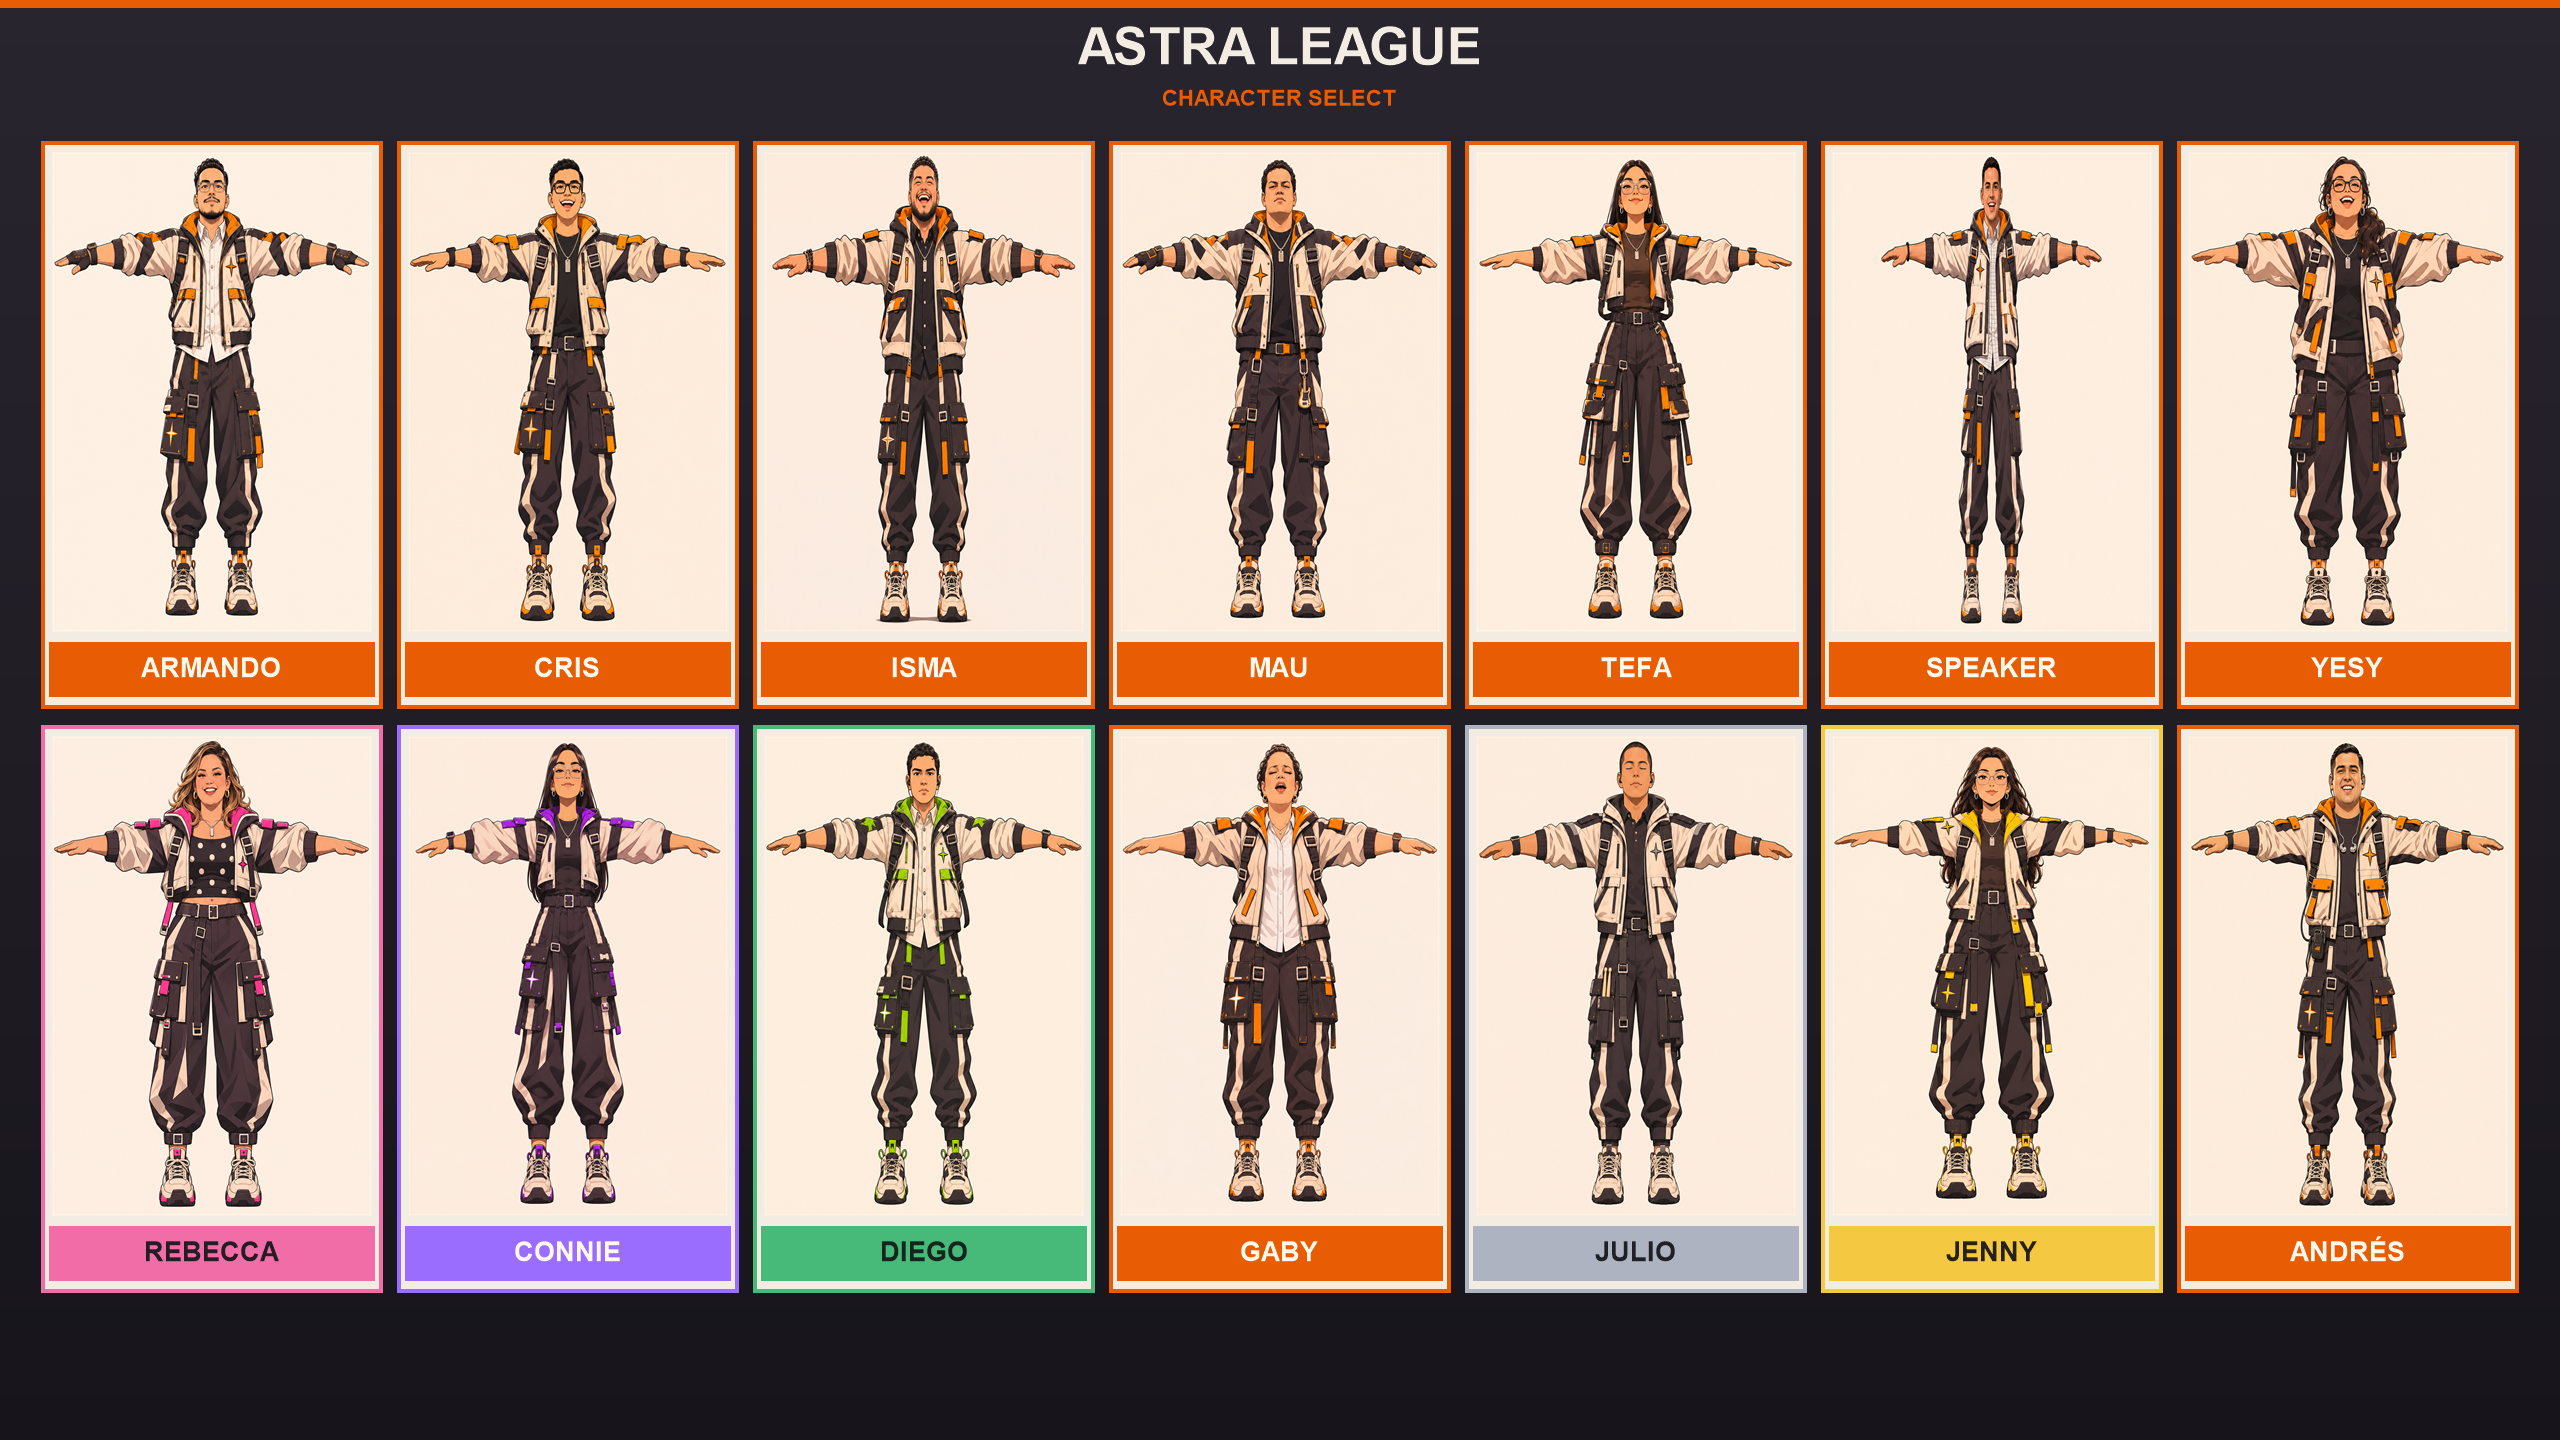 ASTRA LEAGUE
CHARACTER SELECT
ARMANDO
CRIS
ISMA
MAU
TEFA
SPEAKER
YESY
REBECCA
CONNIE
DIEGO
GABY
JULIO
JENNY
ANDRÉS